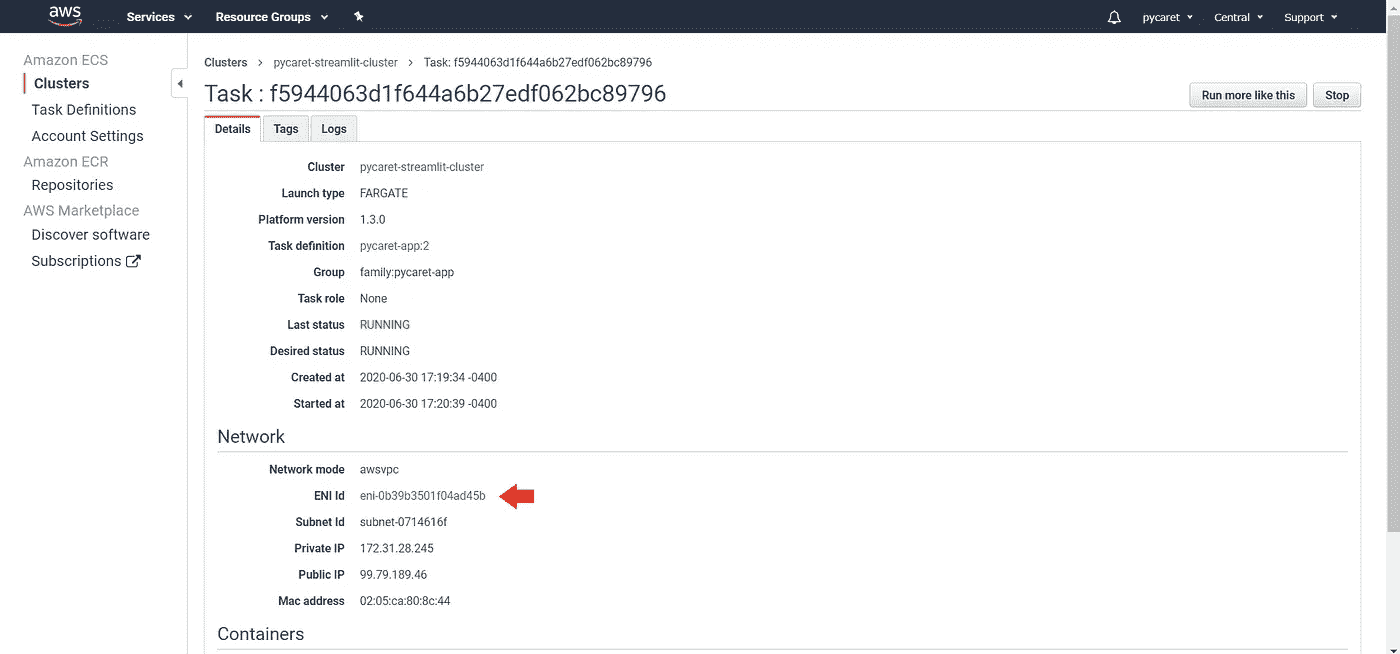 aws Services Resource Groups pycaret Central Support
Amazon ECS
Clusters
Task Definitions
Account Settings
Amazon ECR
Repositories
AWS Marketplace
Discover software
Subscriptions
Clusters > pycaret-streamlit-cluster > Task: f5944063d1f644a6b27edf062bc89796
Task : f5944063d1f644a6b27edf062bc89796
Run more like this Stop
Details Tags Logs
Cluster pycaret-streamlit-cluster
Launch type FARGATE
Platform version 1.3.0
Task definition pycaret-app:2
Group family:pycaret-app
Task role None
Last status RUNNING
Desired status RUNNING
Created at 2020-06-30 17:19:34 -0400
Started at 2020-06-30 17:20:39 -0400
Network
Network mode awsvpc
ENI Id eni-0b39b3501f04ad45b
Subnet Id subnet-0714616f
Private IP 172.31.28.245
Public IP 99.79.189.46
Mac address 02:05:ca:80:8c:44
Containers